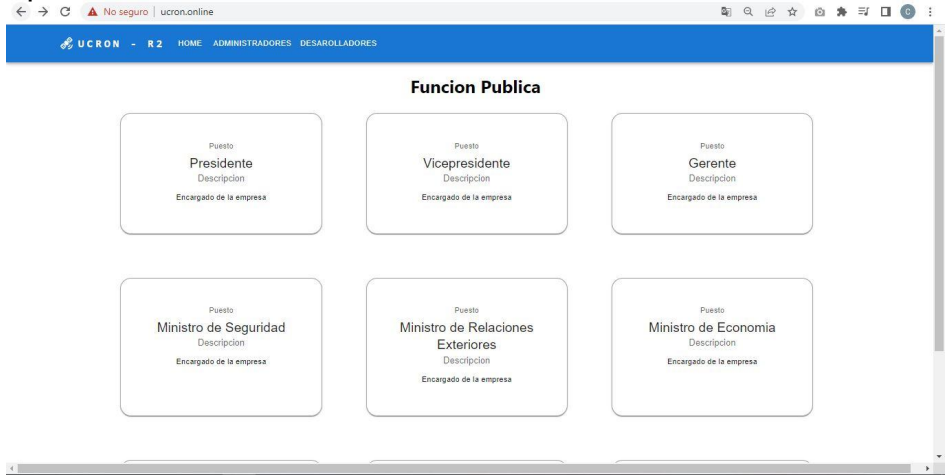 No seguro | ucron.online
C
UCRON - R2 HOME ADMINISTRADORES DESAROLLADORES
Funcion Publica
Puesto
Presidente
Descripcion
Encargado de la empresa
Puesto
Vicepresidente
Descripcion
Encargado de la empresa
Puesto
Gerente
Descripcion
Encargado de la empresa
Puesto
Ministro de Seguridad
Descripcion
Encargado de la empresa
Puesto
Ministro de Relaciones
Exteriores
Descripcion
Encargado de la empresa
Puesto
Ministro de Economia
Descripcion
Encargado de la empresa